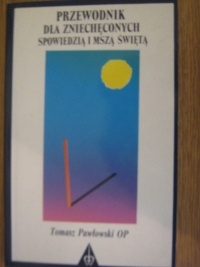 PRZEWODNIK
DLA ZNIECHĘCONYCH
SPOWIEDZIĄ I MSZĄ ŚWIĘTĄ
Tomasz Pawłowski OP